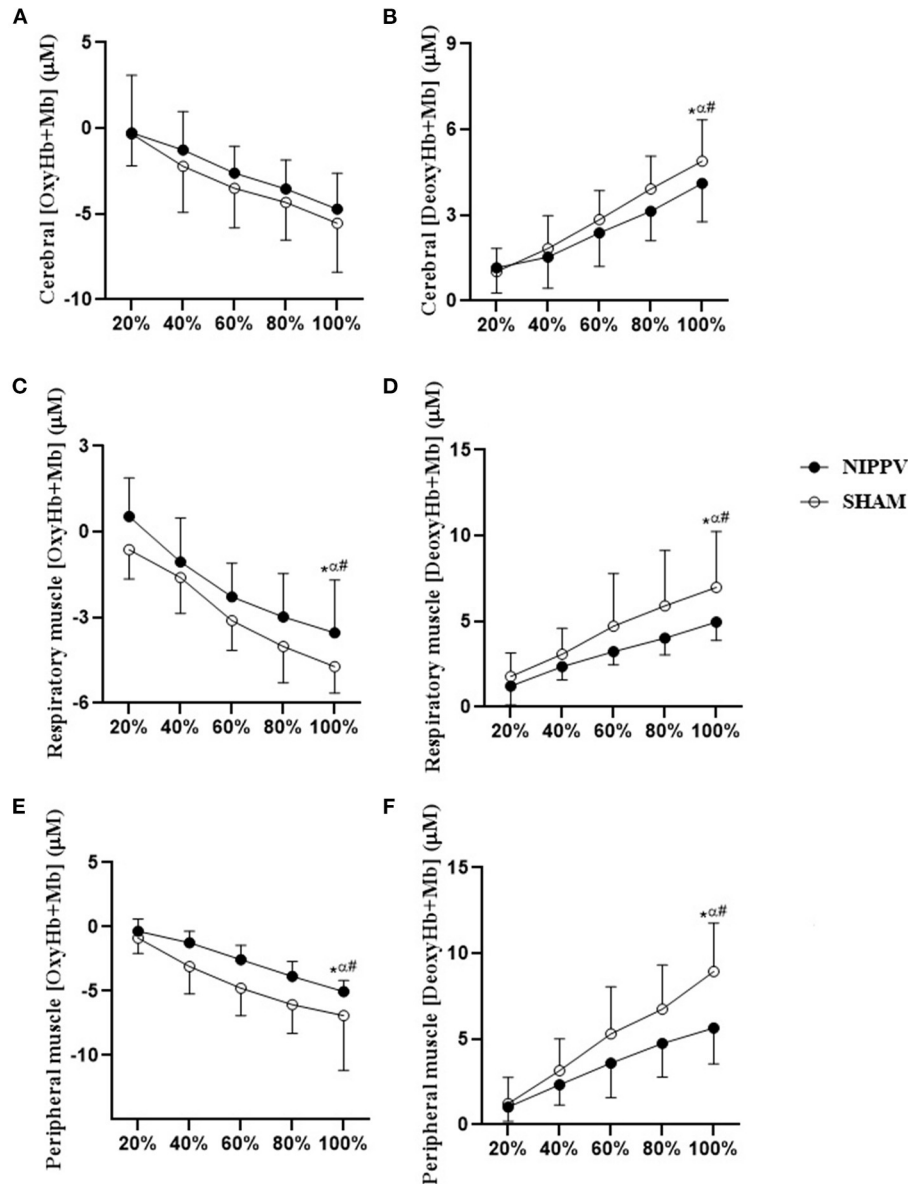 A
Cerebral [OxyHb+Mb] (μM)
5
0
-5
-10
20% 40% 60% 80% 100%
B
Cerebral [DeoxyHb+Mb] (μM)
9
6
3
0
*α#
20% 40% 60% 80% 100%
C
Respiratory muscle [OxyHb+Mb] (μM)
3
0
-3
-6
*α#
20% 40% 60% 80% 100%
D
Respiratory muscle [DeoxyHb+Mb] (μM)
15
10
5
0
*α#
20% 40% 60% 80% 100%
NIPPV
SHAM
E
Peripheral muscle [OxyHb+Mb] (μM)
5
0
-5
-10
*α#
20% 40% 60% 80% 100%
F
Peripheral muscle [DeoxyHb+Mb] (μM)
15
10
5
0
*α#
20% 40% 60% 80% 100%